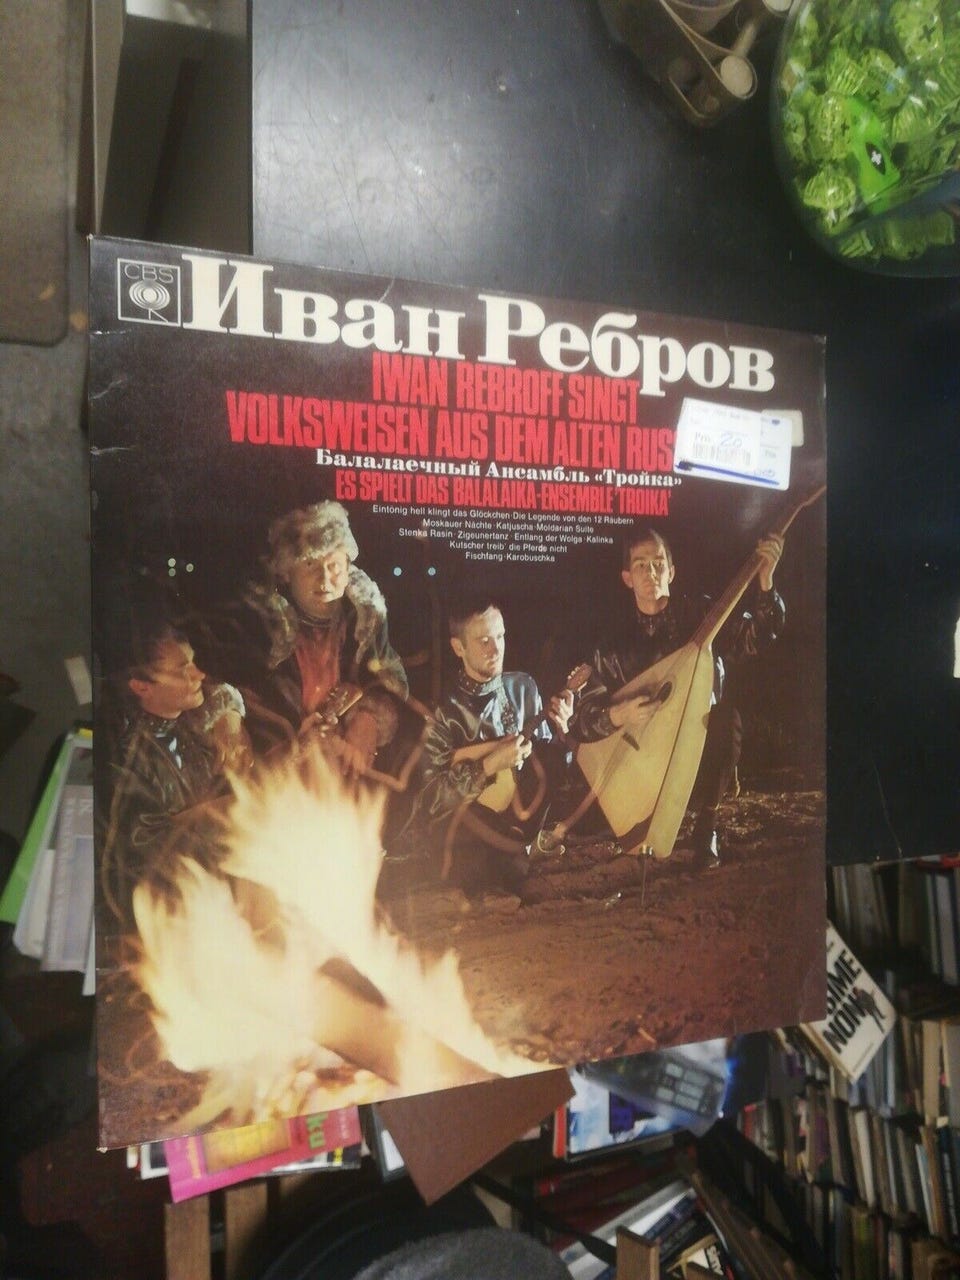 CBS
Иван Ребров
IWAN REBROFF SINGT
VOLKSWEISEN AUS DEM ALTEN RUS
Балалаечный Ансамбль «Тройка»
ES SPIELT DAS BALALAIKA-ENSEMBLE 'TROIKA'
Eintönig hell klingt das Glöckchen · Die Legende von den 12 Räubern
Moskauer Nächte · Katjuscha · Moldarian Suite
Stenka Rasin · Zigeunertanz · Entlang der Wolga · Kalinka
Kutscher treib' die Pferde nicht
Fischfang · Karobuschka
20
NON